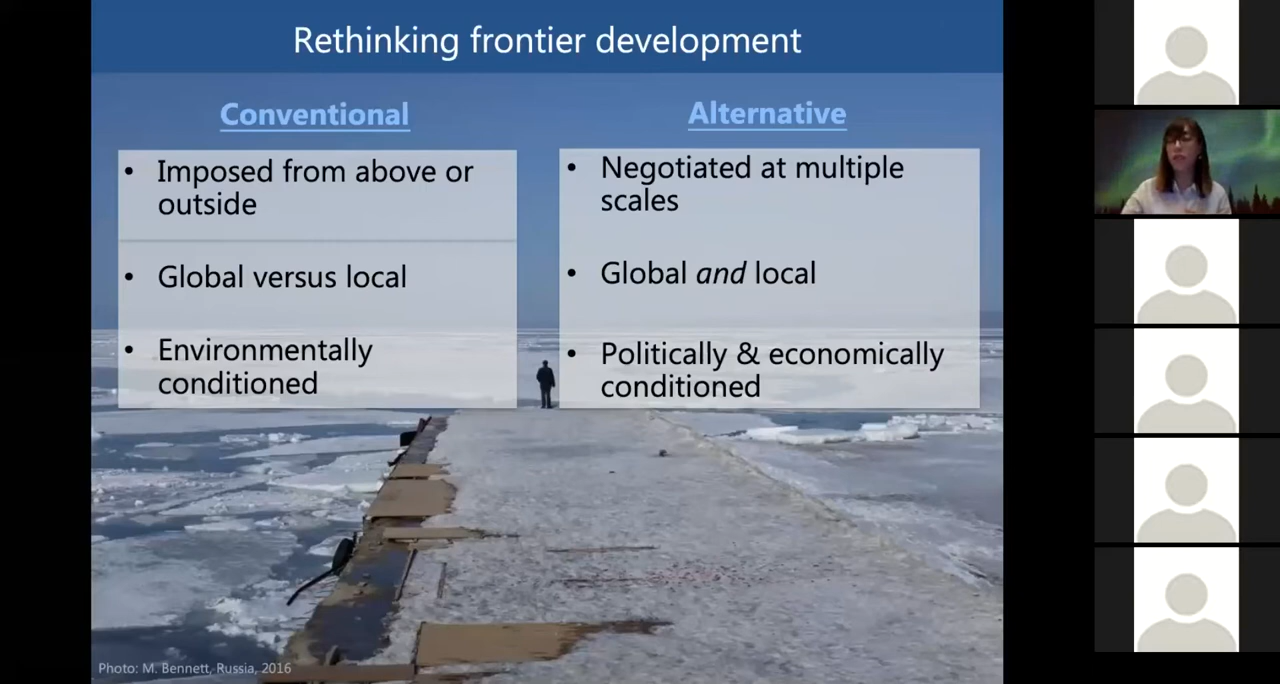 Rethinking frontier development
Conventional
• Imposed from above or
outside
• Global versus local
• Environmentally
conditioned
Alternative
• Negotiated at multiple
scales
• Global and local
• Politically & economically
conditioned
Photo: M. Bennett, Russia, 2016